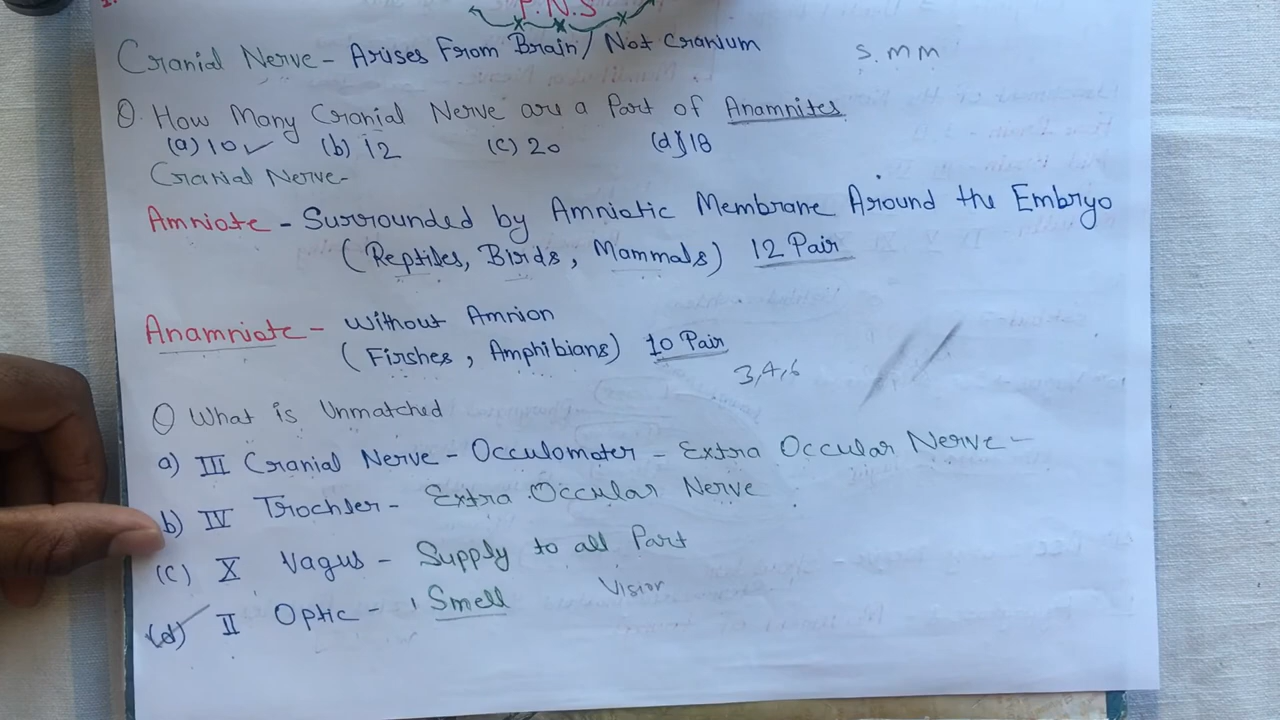 P.N.S
Cranial Nerve - Arises From Brain / Not Cranium
S.MM
Q. How Many Cronial Nerve are a Part of Anamnites
(a) 10 ✓ (b) 12 (c) 20 (d) 18
Cranial Nerve-
Amniote - Surrounded by Amniotic Membrane Around the Embryo
(Reptiles, Birds, Mammals) 12 Pair
Anamniote - Without Amnion
(Firshes, Amphibians) 10 Pair
3,4,6
Q What is Unmatched
a) III Cranial Nerve - Occulomoter - Extra Occular Nerve -
b) IV Trochler - Extra Occular Nerve
(C) X Vagus - Supply to all Part
(d) II Optic - Smell Vision